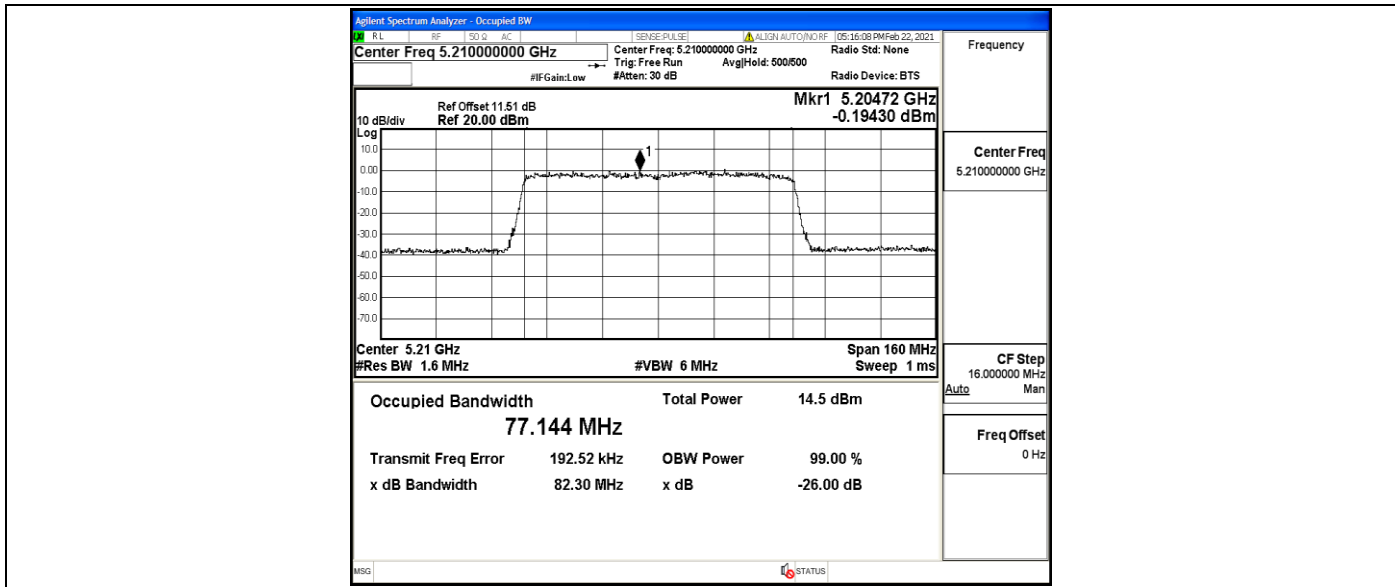 Agilent Spectrum Analyzer - Occupied BW
RL RF 50 Ω AC SENSE:PULSE ALIGN AUTO/NO RF 05:16:08 PM Feb 22, 2021
Center Freq 5.210000000 GHz
Center Freq: 5.210000000 GHz
Radio Std: None
Trig: Free Run Avg|Hold: 500/500
#IFGain:Low #Atten: 30 dB Radio Device: BTS
Ref Offset 11.51 dB
10 dB/div Ref 20.00 dBm
Mkr1 5.20472 GHz
-0.19430 dBm
Log
10.0
0.00
-10.0
-20.0
-30.0
-40.0
-50.0
-60.0
-70.0
1
Center 5.21 GHz Span 160 MHz
#Res BW 1.6 MHz #VBW 6 MHz Sweep 1 ms
Occupied Bandwidth Total Power 14.5 dBm
77.144 MHz
Transmit Freq Error 192.52 kHz OBW Power 99.00 %
x dB Bandwidth 82.30 MHz x dB -26.00 dB
MSG STATUS
Frequency
Center Freq
5.210000000 GHz
CF Step
16.000000 MHz
Auto Man
Freq Offset
0 Hz